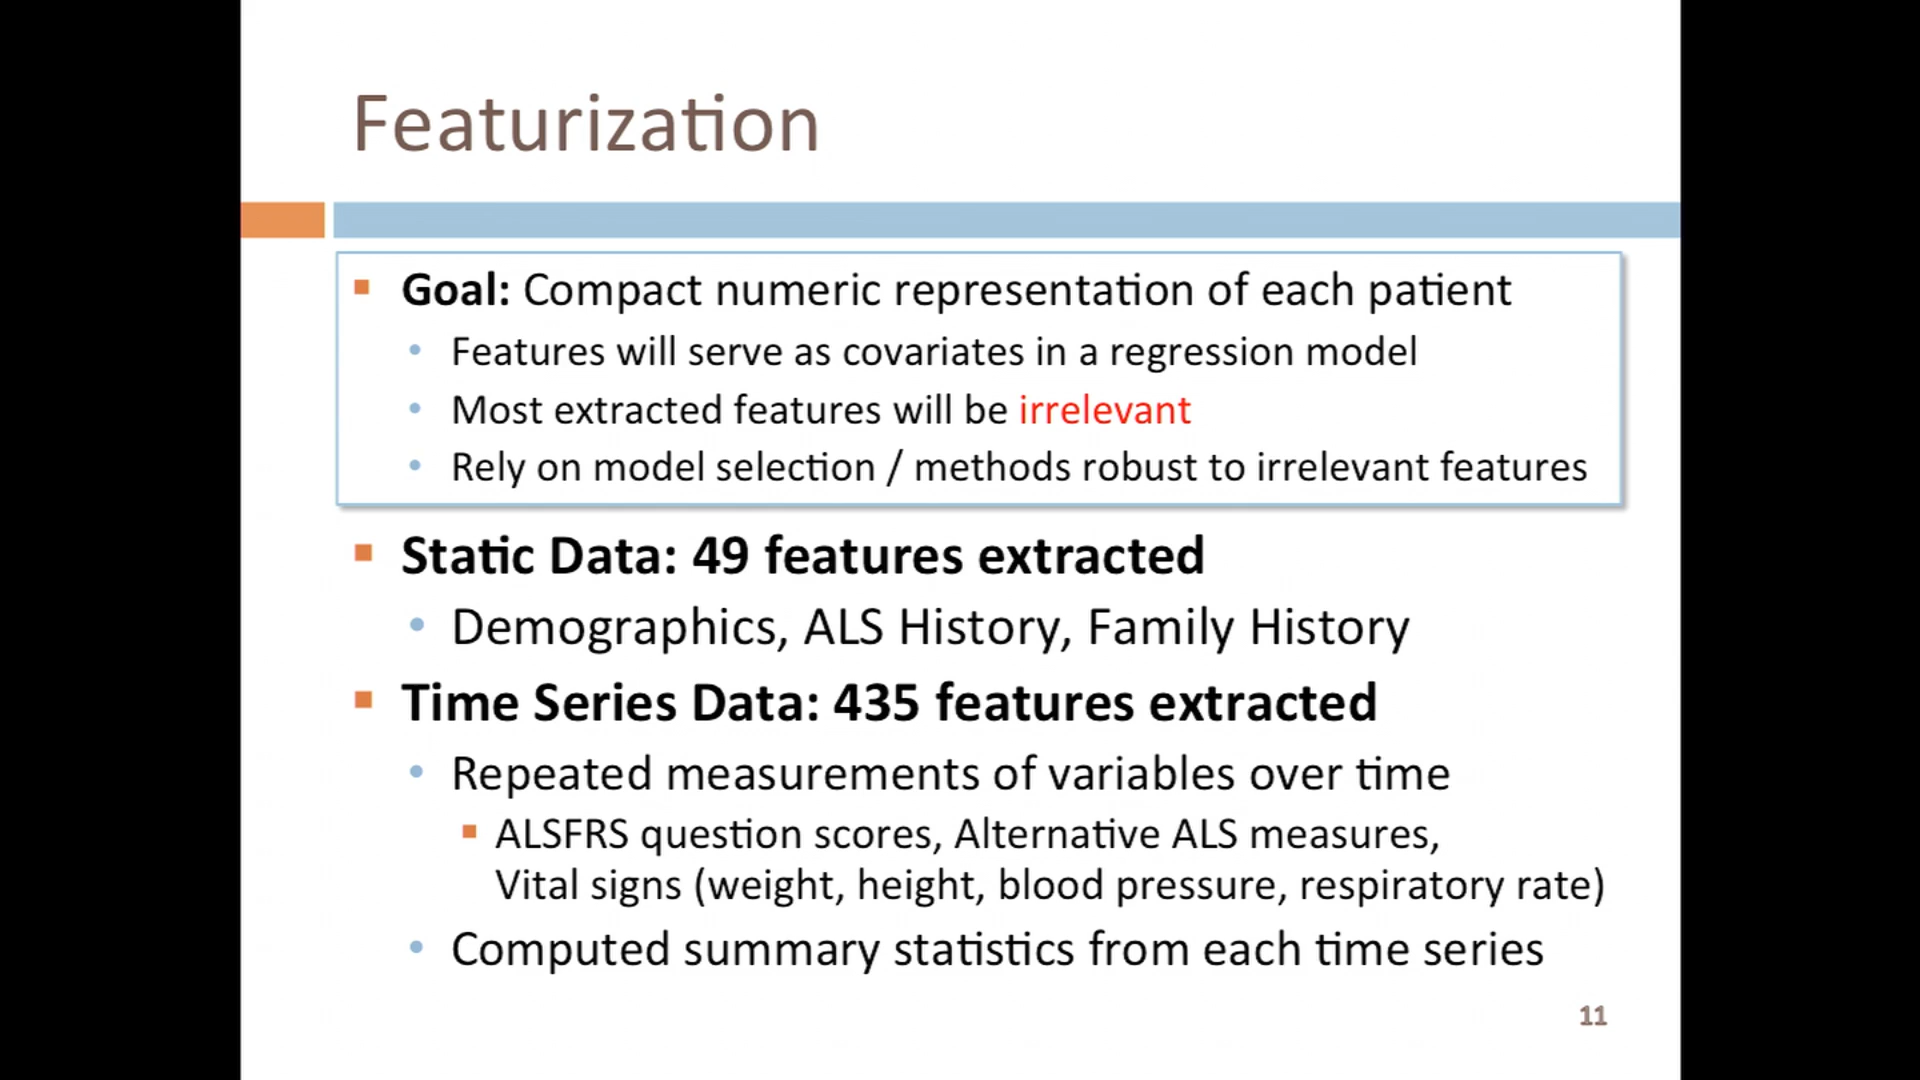 Featurization
Goal: Compact numeric representation of each patient
Features will serve as covariates in a regression model
Most extracted features will be irrelevant
Rely on model selection / methods robust to irrelevant features
Static Data: 49 features extracted
Demographics, ALS History, Family History
Time Series Data: 435 features extracted
Repeated measurements of variables over time
ALSFRS question scores, Alternative ALS measures,
Vital signs (weight, height, blood pressure, respiratory rate)
Computed summary statistics from each time series
11